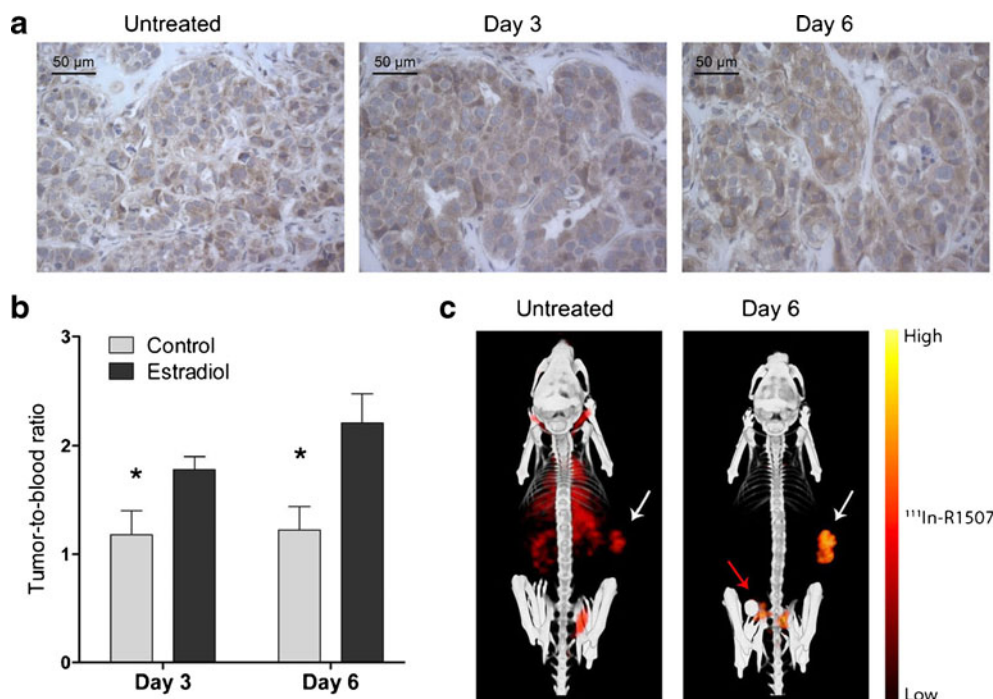 a
Untreated
Day 3
Day 6
50 µm
50 µm
50 µm
b
Tumor-to-blood ratio
3
2
1
0
Control
Estradiol
*
*
Day 3
Day 6
c
Untreated
Day 6
High
¹¹¹In-R1507
Low